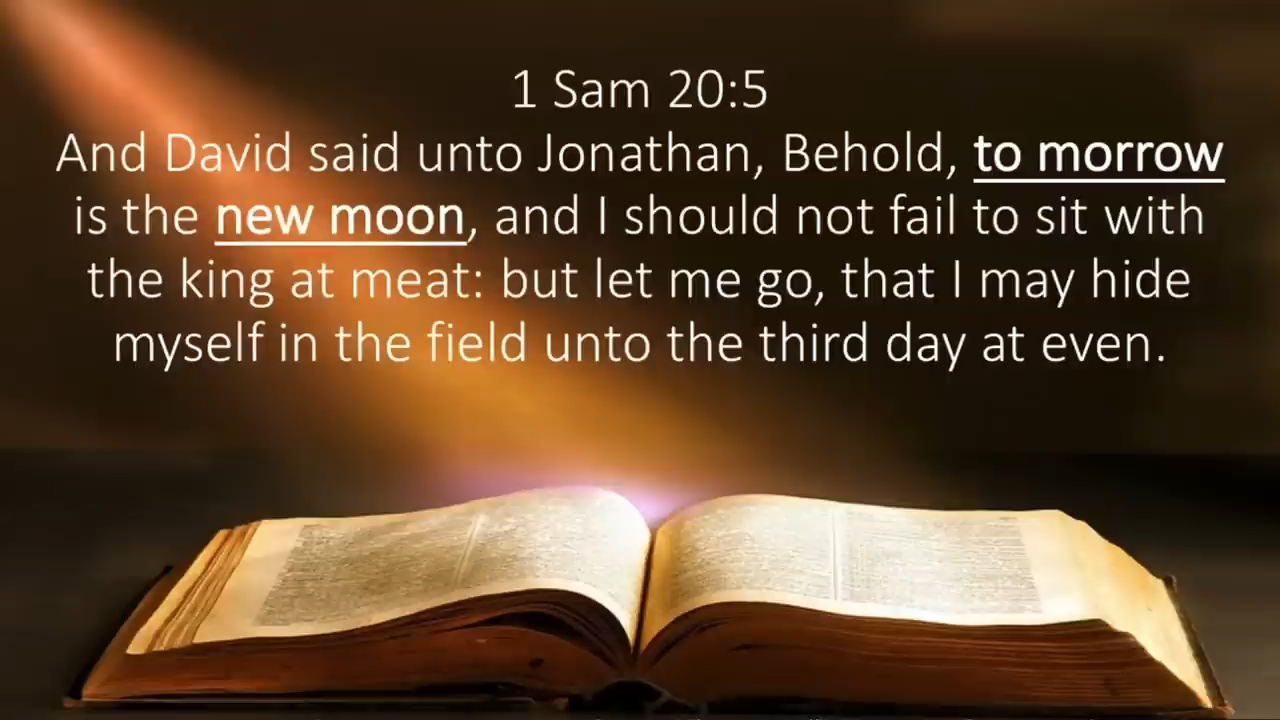 1 Sam 20:5
And David said unto Jonathan, Behold, to morrow
is the new moon, and I should not fail to sit with
the king at meat: but let me go, that I may hide
myself in the field unto the third day at even.